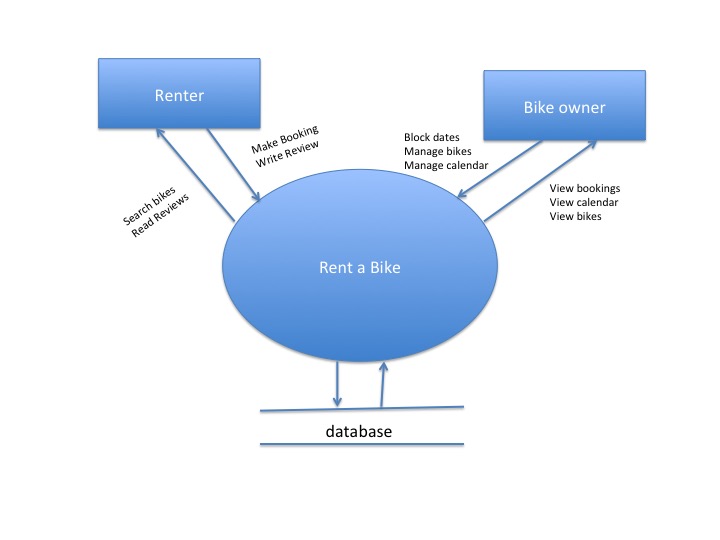 Renter
Bike owner
Make Booking
Write Review
Block dates
Manage bikes
Manage calendar
Search bikes
Read Reviews
View bookings
View calendar
View bikes
Rent a Bike
database